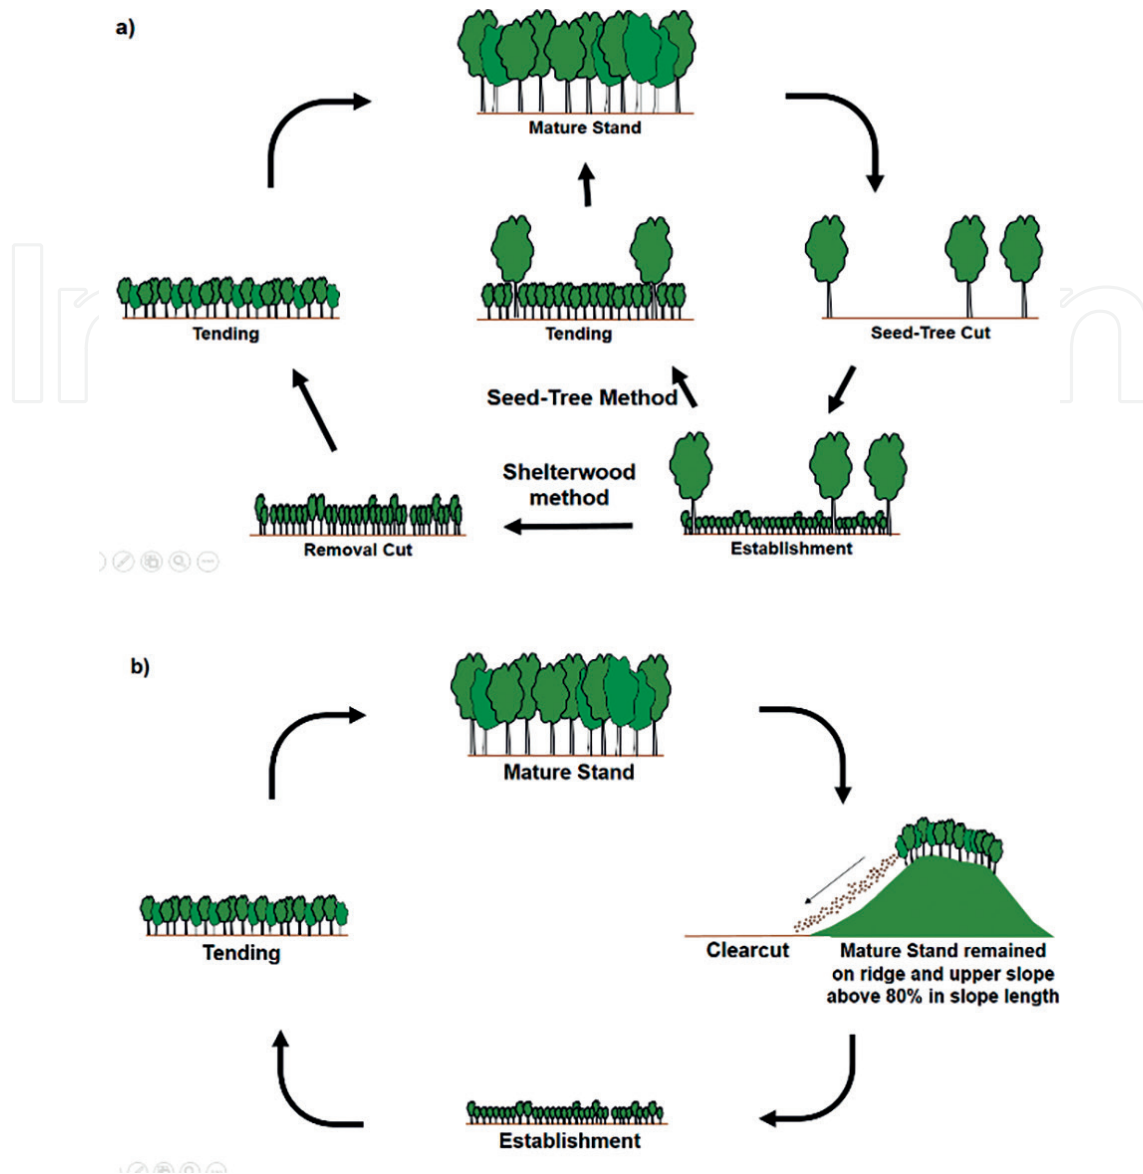 a)
Mature Stand
Tending
Tending
Seed-Tree Cut
Seed-Tree Method
Shelterwood
method
Removal Cut
Establishment
b)
Mature Stand
Tending
Clearcut
Mature Stand remained
on ridge and upper slope
above 80% in slope length
Establishment